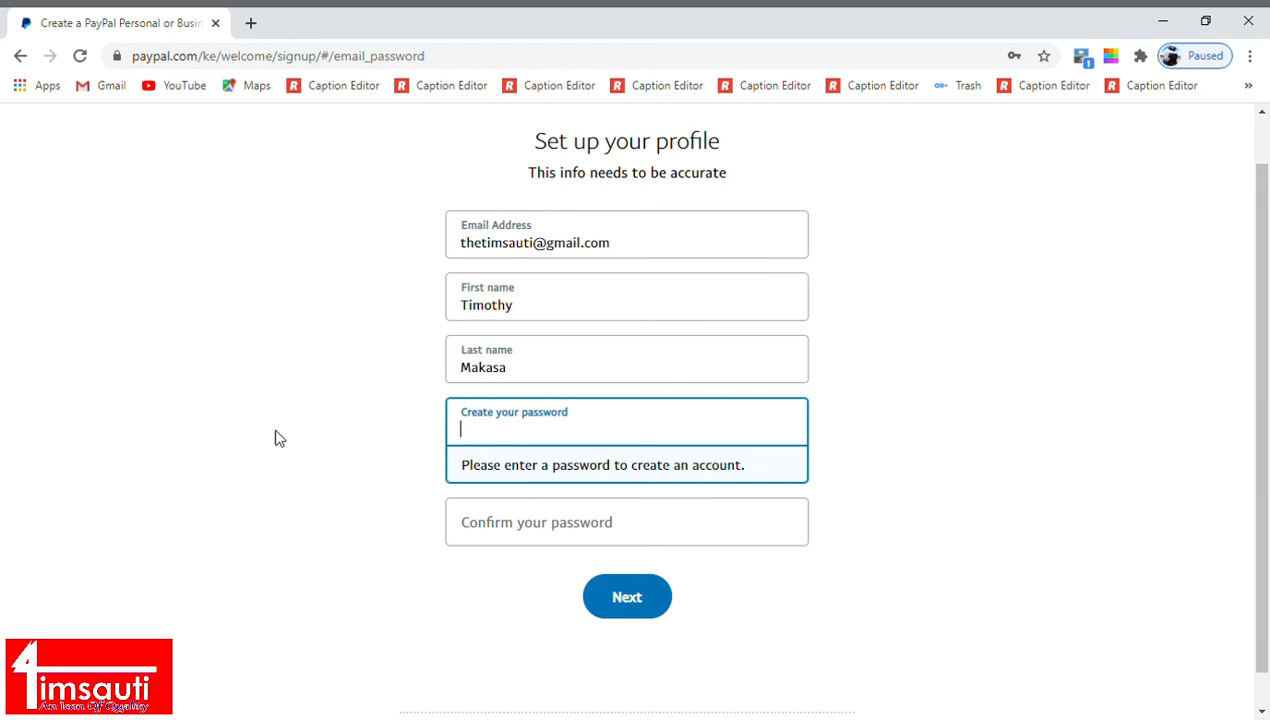 Create a PayPal Personal or Busin
paypal.com/ke/welcome/signup/#/email_password
Paused
Apps
Gmail
YouTube
Maps
Caption Editor
Caption Editor
Caption Editor
Caption Editor
Caption Editor
Caption Editor
Trash
Caption Editor
Caption Editor
Set up your profile
This info needs to be accurate
Email Address
thetimsauti@gmail.com
First name
Timothy
Last name
Makasa
Create your password
Please enter a password to create an account.
Confirm your password
Next
Timsauti